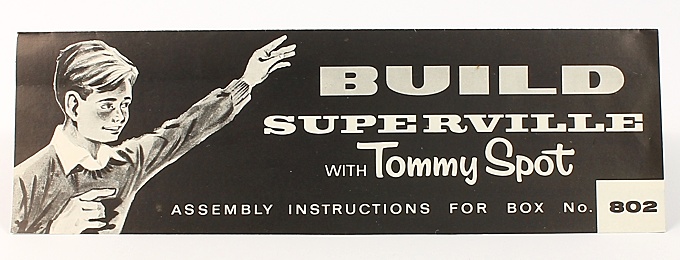 BUILD
SUPERVILLE
WITH Tommy Spot
ASSEMBLY INSTRUCTIONS FOR BOX No. 802